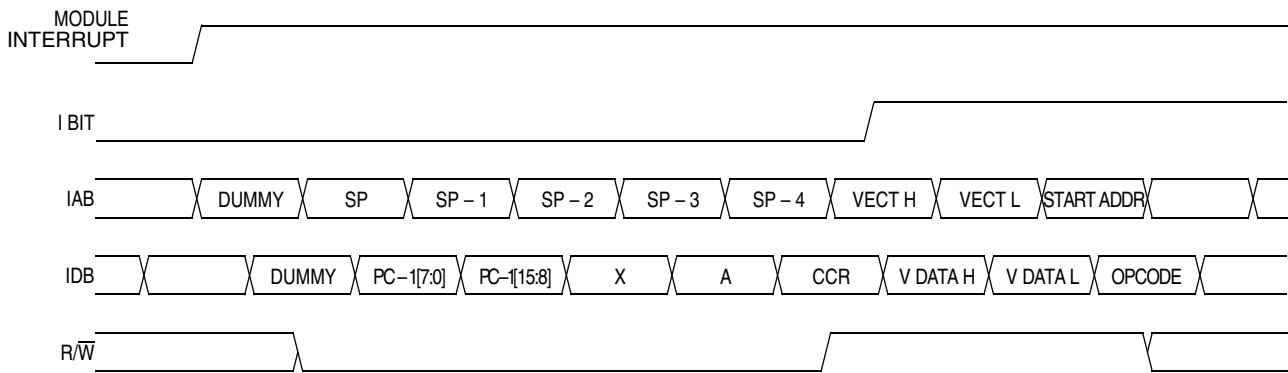 MODULE
INTERRUPT
I BIT
IAB DUMMY SP SP – 1 SP – 2 SP – 3 SP – 4 VECT H VECT L START ADDR
IDB DUMMY PC – 1[7:0] PC–1[15:8] X A CCR V DATA H V DATA L OPCODE
R/W̅